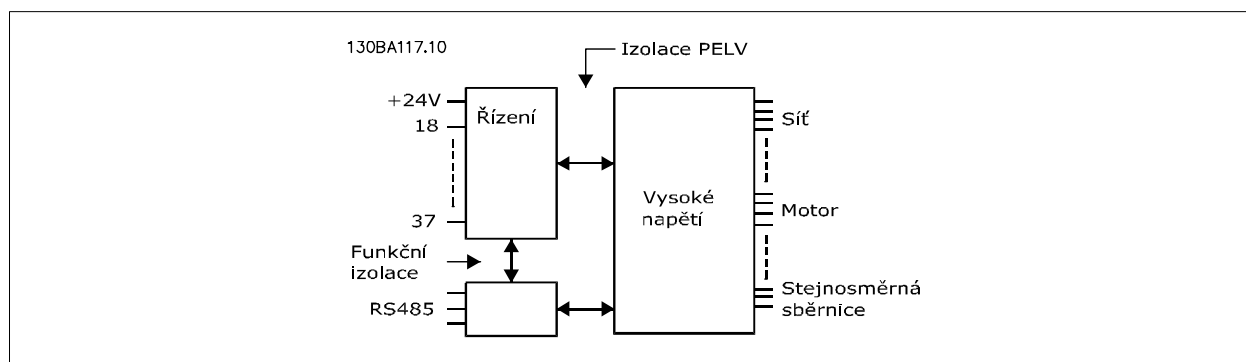 130BA117.10
Izolace PELV
+24V
18
37
Řízení
Vysoké
napětí
Síť
Motor
Stejnosměrná
sběrnice
Funkční
izolace
RS485